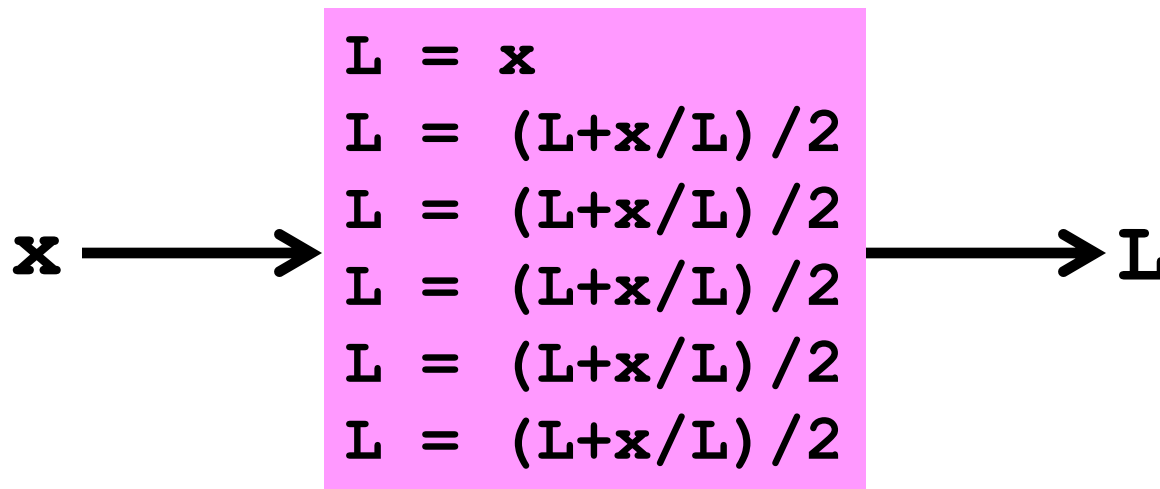 L = x
L = (L+x/L)/2
L = (L+x/L)/2
x
L = (L+x/L)/2
L
L = (L+x/L)/2
L = (L+x/L)/2